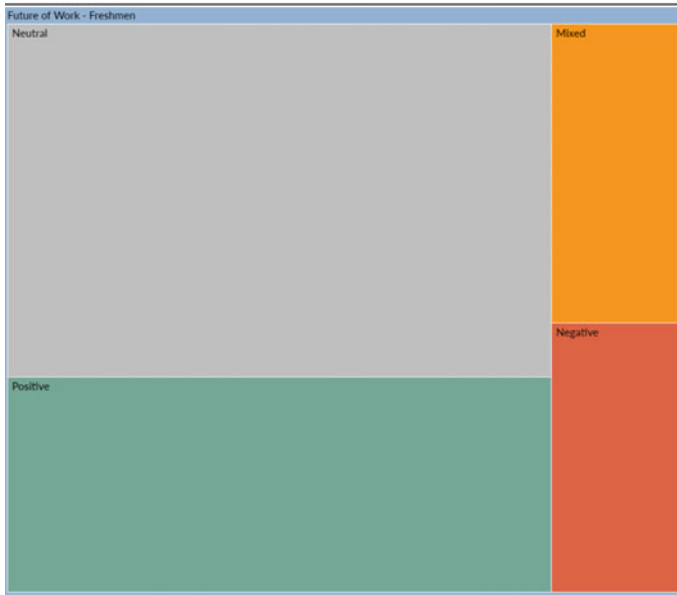 Future of Work - Freshmen
Neutral
Mixed
Negative
Positive